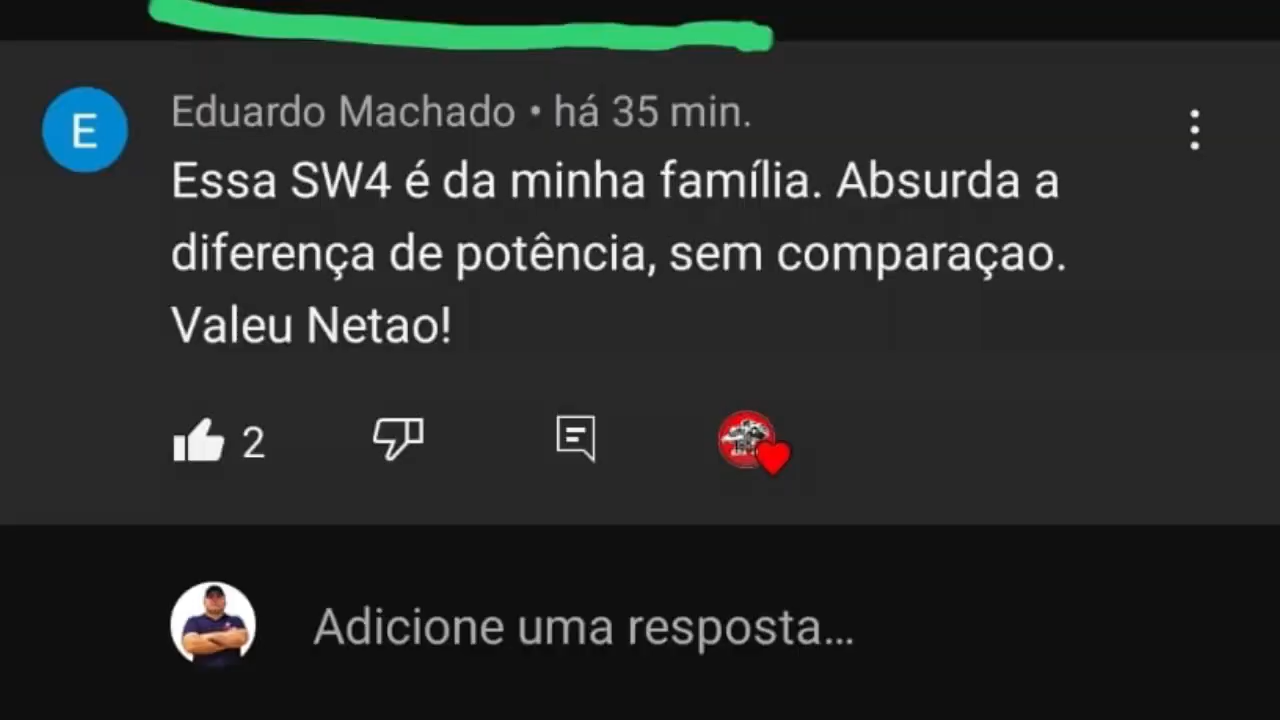 E
Eduardo Machado • há 35 min.
Essa SW4 é da minha família. Absurda a
diferença de potência, sem comparaçao.
Valeu Netao!
2
Adicione uma resposta...